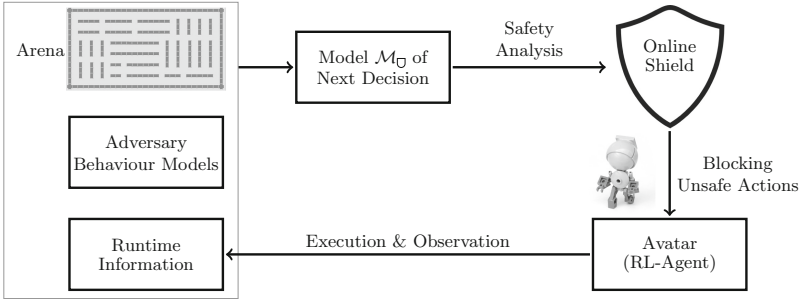 Arena
Adversary
Behaviour Models
Runtime
Information
Model ℳ_⛉ of
Next Decision
Safety
Analysis
Online
Shield
Blocking
Unsafe Actions
Avatar
(RL-Agent)
Execution & Observation